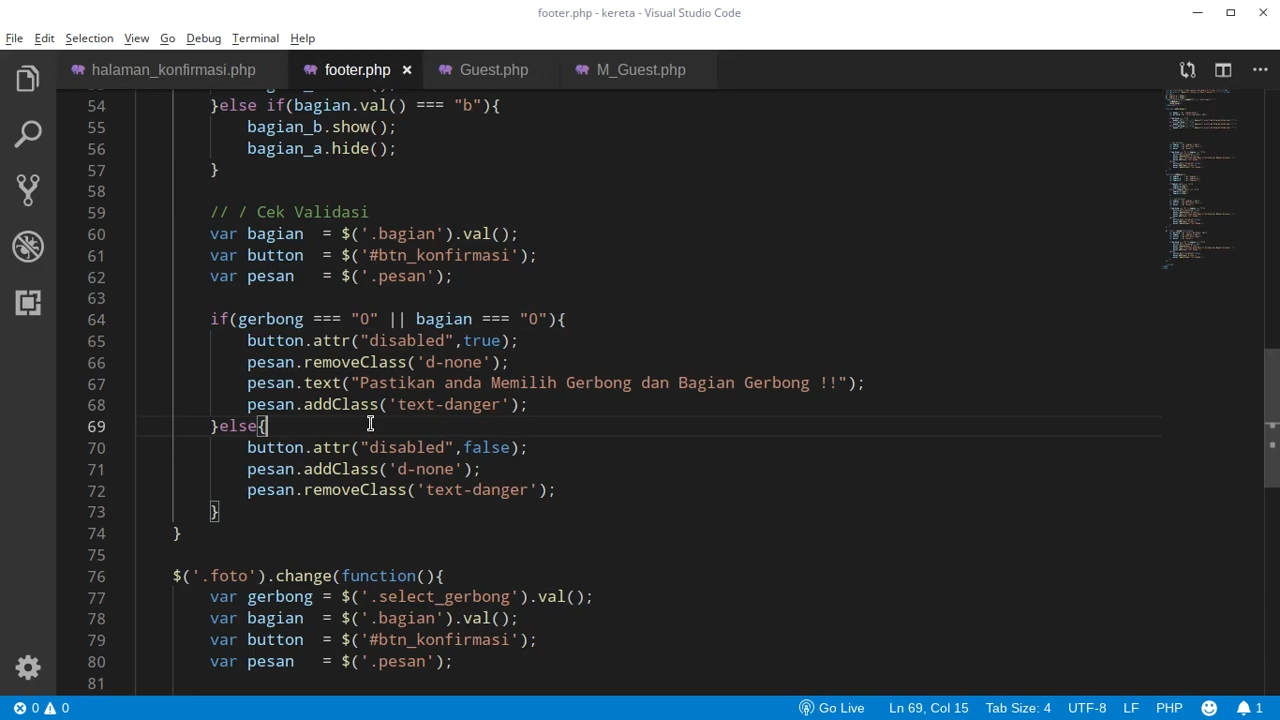 footer.php - kereta - Visual Studio Code
File Edit Selection View Go Debug Terminal Help
halaman_konfirmasi.php footer.php Guest.php M_Guest.php
54 }else if(bagian.val() === "b"){
55 bagian_b.show();
56 bagian_a.hide();
57 }
58
59 // / Cek Validasi
60 var bagian = $('.bagian').val();
61 var button = $('#btn_konfirmasi');
62 var pesan = $('.pesan');
63
64 if(gerbong === "0" || bagian === "0"){
65 button.attr("disabled",true);
66 pesan.removeClass('d-none');
67 pesan.text("Pastikan anda Memilih Gerbong dan Bagian Gerbong !!");
68 pesan.addClass('text-danger');
69 }else{
70 button.attr("disabled",false);
71 pesan.addClass('d-none');
72 pesan.removeClass('text-danger');
73 }
74 }
75
76 $('.foto').change(function(){
77 var gerbong = $('.select_gerbong').val();
78 var bagian = $('.bagian').val();
79 var button = $('#btn_konfirmasi');
80 var pesan = $('.pesan');
81
0 0 Go Live Ln 69, Col 15 Tab Size: 4 UTF-8 LF PHP 1